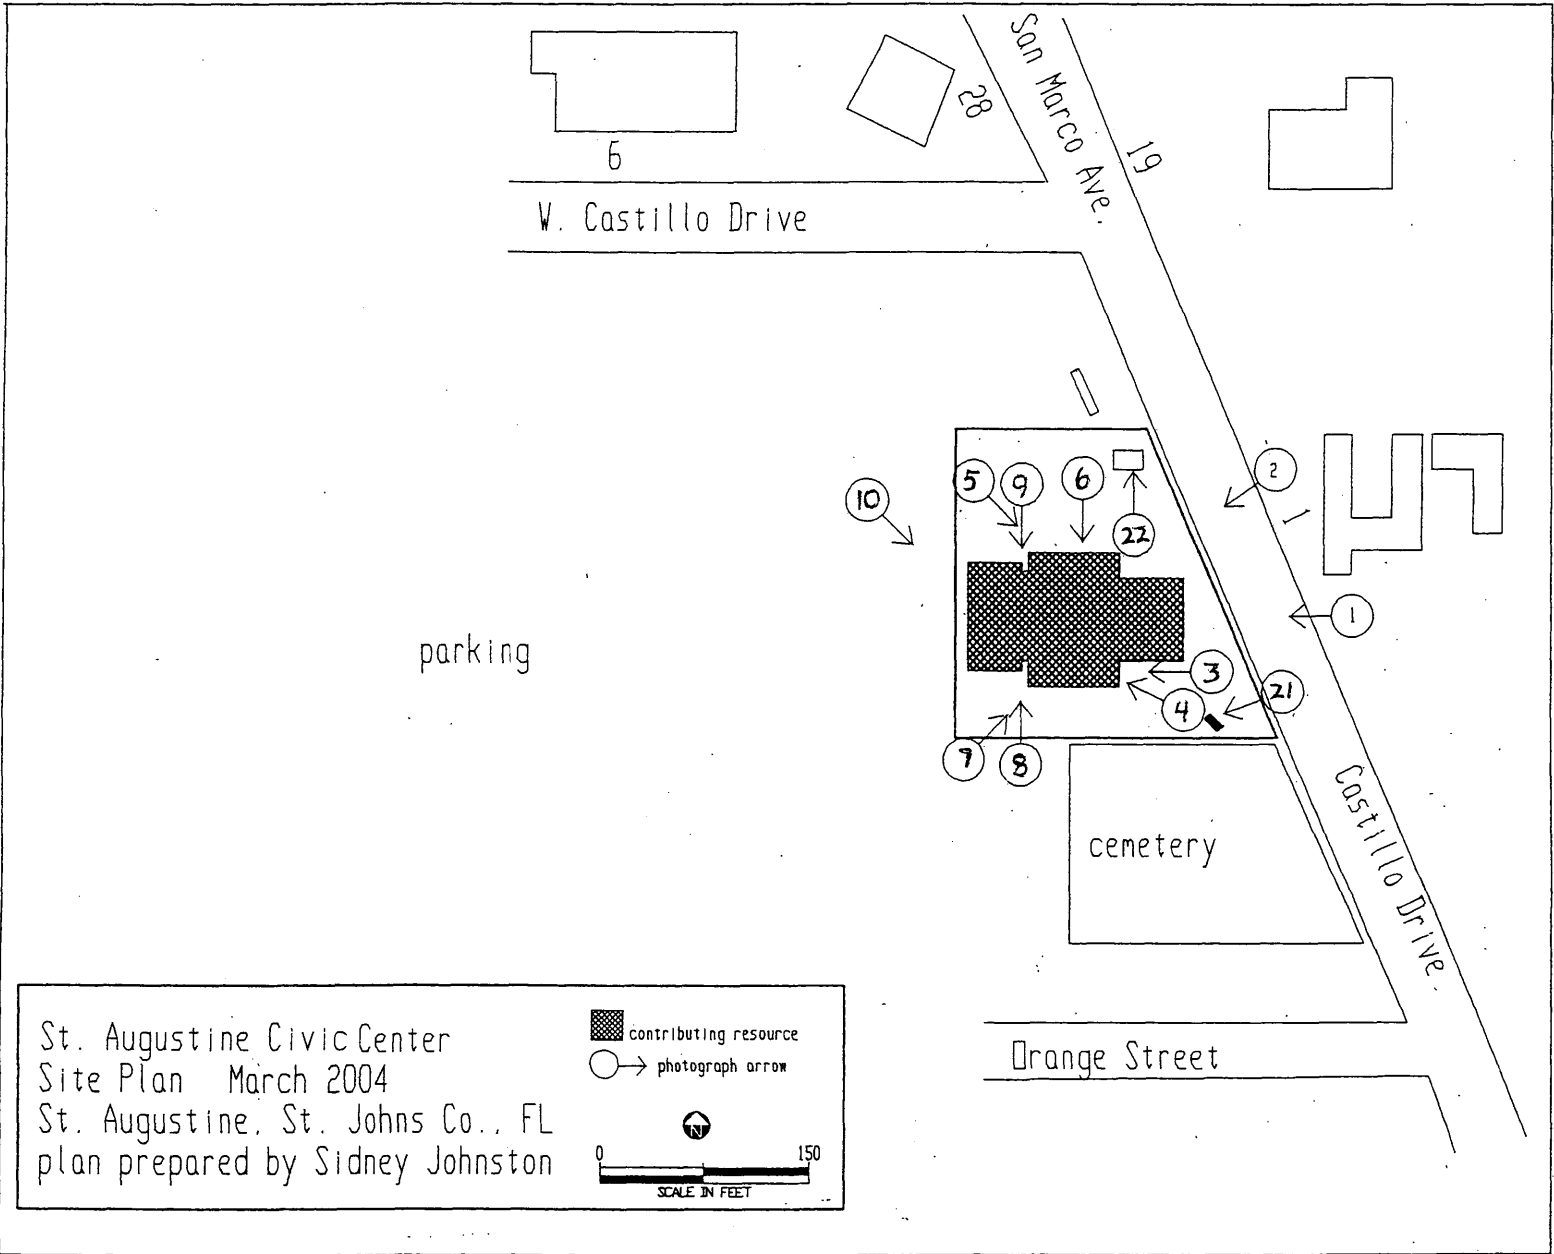 San Marco Ave.
28
19
6
W. Castillo Drive
2
5
9
6
10
22
1
1
parking
3
21
4
7
8
Castillo Drive.
cemetery
Orange Street
St. Augustine Civic Center
Site Plan March 2004
St. Augustine, St. Johns Co., FL
plan prepared by Sidney Johnston
contributing resource
photograph arrow
N
0 150
SCALE IN FEET